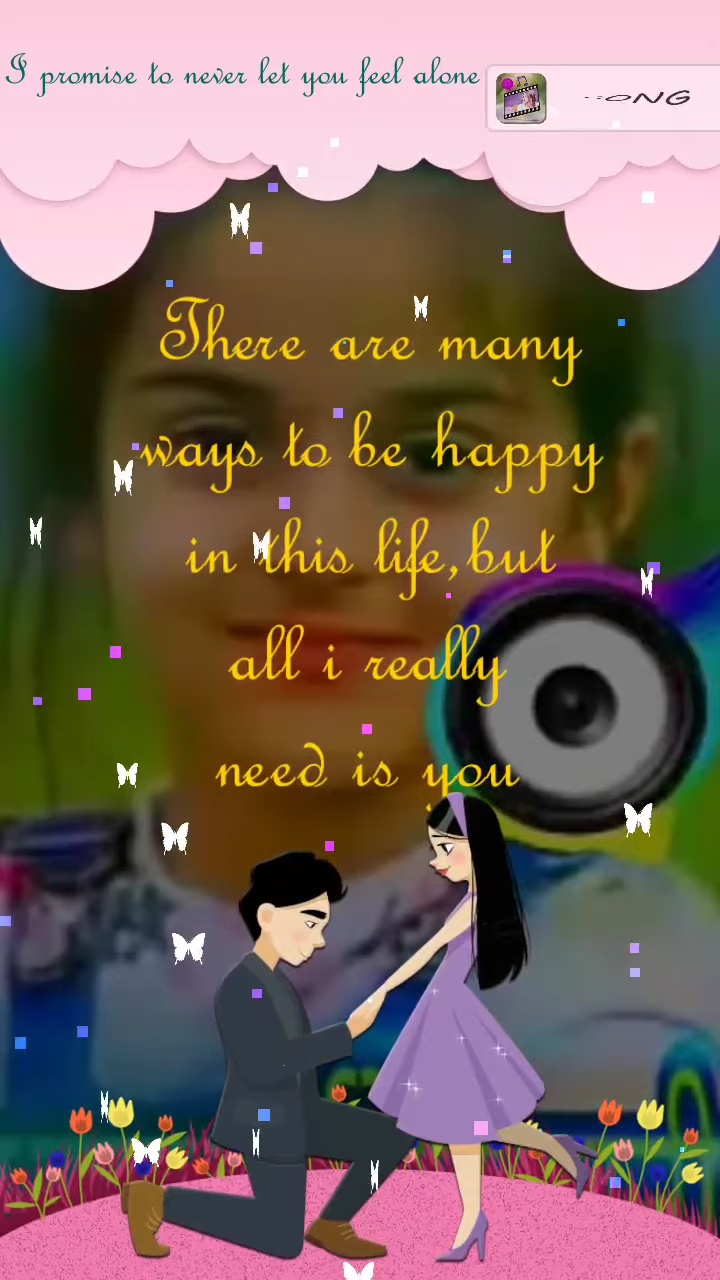 I promise to never let you feel alone
There are many
ways to be happy
in this life,but
all i really
need is you